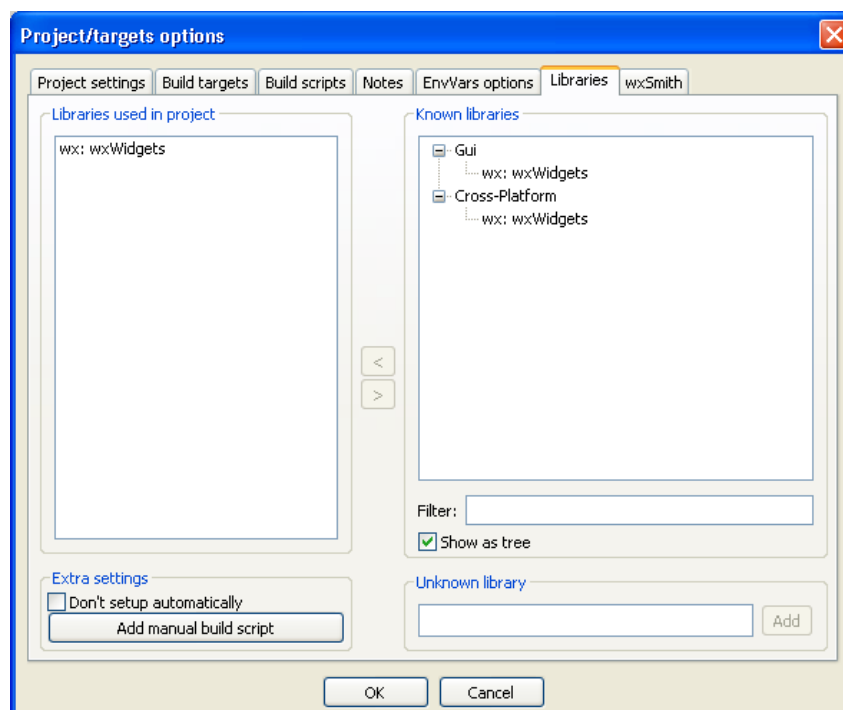 Project/targets options
Project settings Build targets Build scripts Notes EnvVars options Libraries wxSmith
Libraries used in project
wx: wxWidgets
Known libraries
Gui
wx: wxWidgets
Cross-Platform
wx: wxWidgets
<
>
Filter:
Show as tree
Extra settings
Don't setup automatically
Add manual build script
Unknown library
Add
OK Cancel